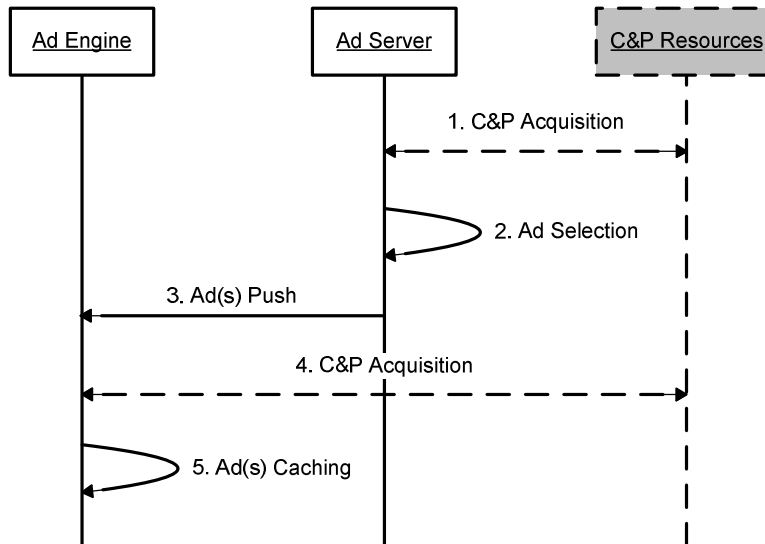 Ad Engine
Ad Server
C&P Resources
1. C&P Acquisition
2. Ad Selection
3. Ad(s) Push
4. C&P Acquisition
5. Ad(s) Caching